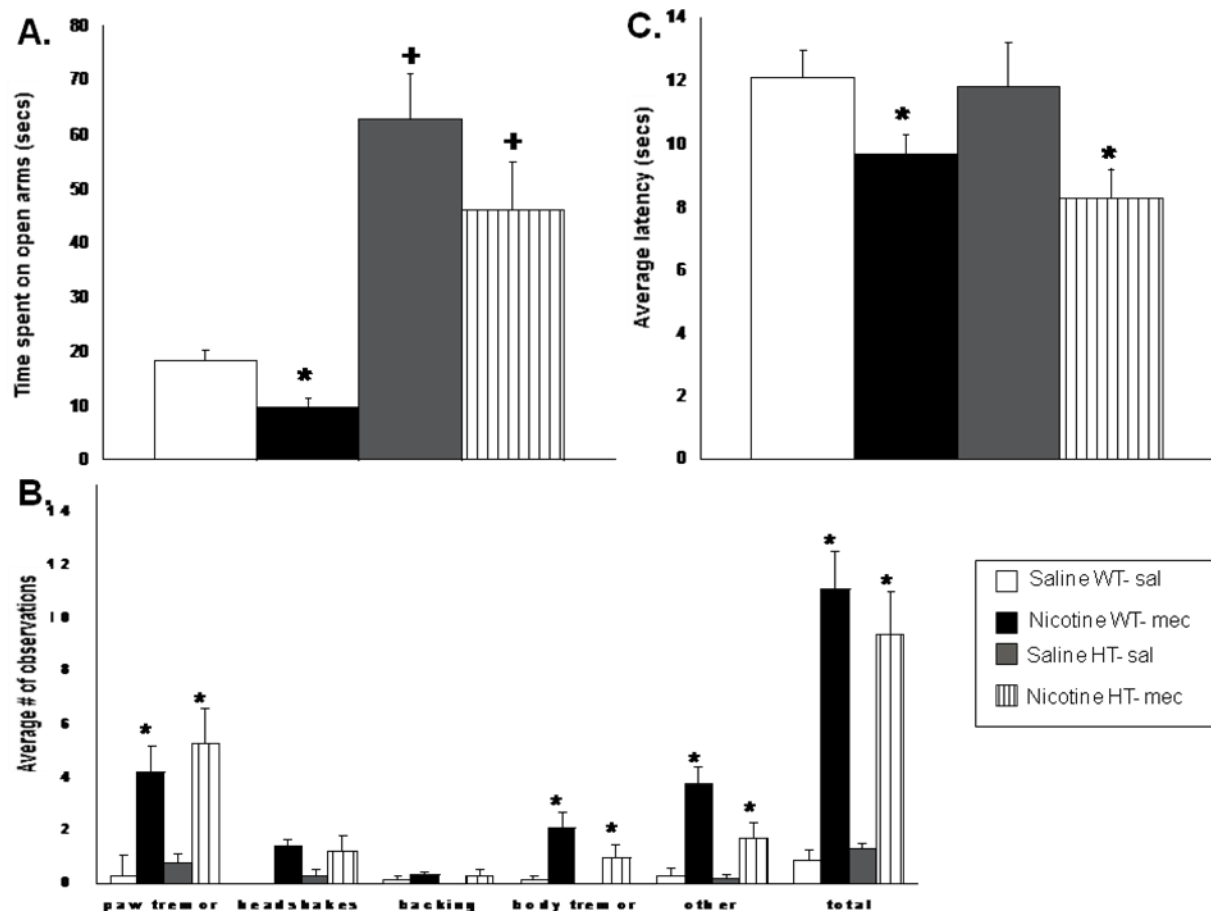 A.
Time spent on open arms (secs)
80
70
60
50
40
30
20
10
0
*
+
+
C.
Average latency (secs)
14
12
10
8
6
4
2
0
*
*
B.
Average # of observations
14
12
10
8
6
4
2
0
* * * * * * * *
paw tremor headshakes backing body tremor other total
Saline WT- sal
Nicotine WT- mec
Saline HT- sal
Nicotine HT- mec